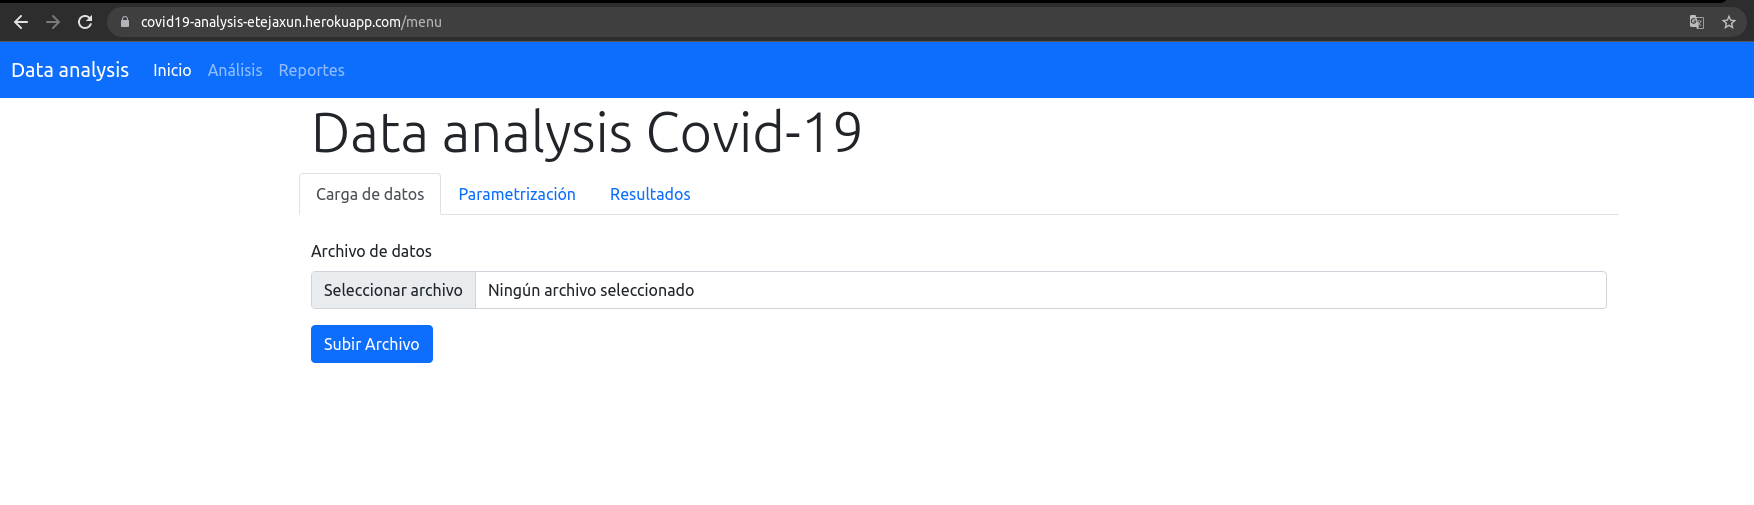 covid19-analysis-etejaxun.herokuapp.com/menu
Data analysis Inicio Análisis Reportes
Data analysis Covid-19
Carga de datos Parametrización Resultados
Archivo de datos
Seleccionar archivo Ningún archivo seleccionado
Subir Archivo